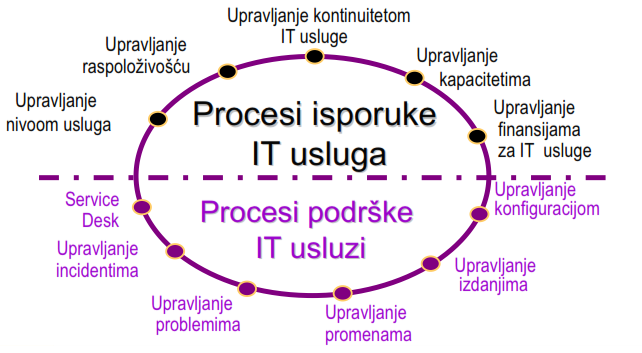 Upravljanje kontinuitetom
IT usluge
Upravljanje
raspoloživošću
Upravljanje
kapacitetima
Upravljanje
nivoom usluga
Upravljanje
finansijama
za IT usluge
Procesi isporuke
IT usluga
Service
Desk
Procesi podrške
IT usluzi
Upravljanje
konfiguracijom
Upravljanje
incidentima
Upravljanje
izdanjima
Upravljanje
problemima
Upravljanje
promenama